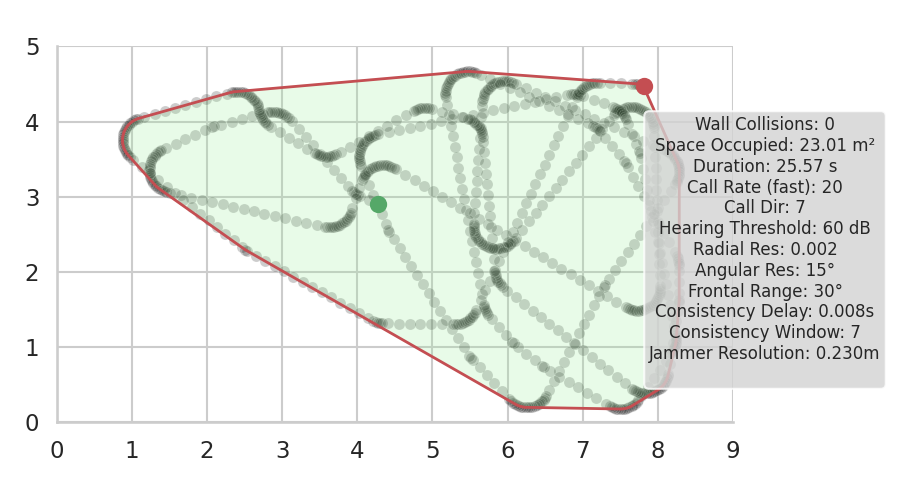 5
4
3
2
1
0
0 1 2 3 4 5 6 7 8 9
Wall Collisions: 0
Space Occupied: 23.01 m²
Duration: 25.57 s
Call Rate (fast): 20
Call Dir: 7
Hearing Threshold: 60 dB
Radial Res: 0.002
Angular Res: 15°
Frontal Range: 30°
Consistency Delay: 0.008s
Consistency Window: 7
Jammer Resolution: 0.230m